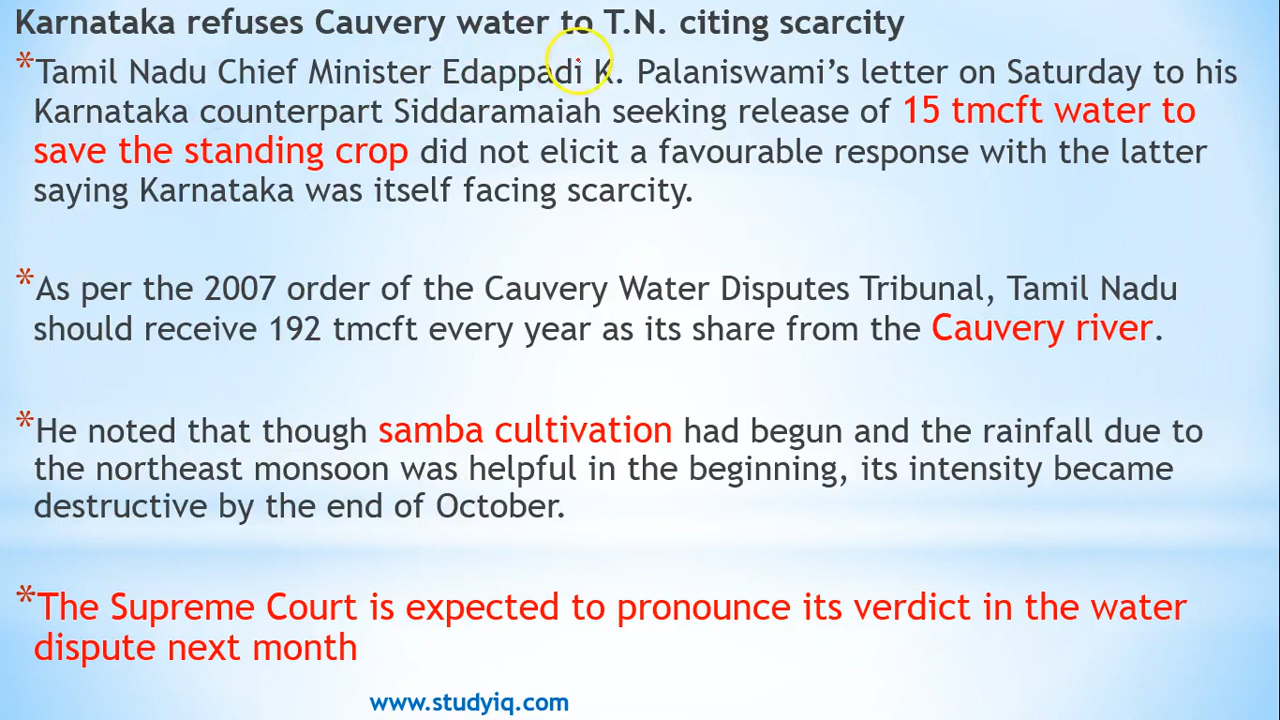 Karnataka refuses Cauvery water to T.N. citing scarcity
*Tamil Nadu Chief Minister Edappadi K. Palaniswami's letter on Saturday to his
Karnataka counterpart Siddaramaiah seeking release of 15 tmcft water to
save the standing crop did not elicit a favourable response with the latter
saying Karnataka was itself facing scarcity.
*As per the 2007 order of the Cauvery Water Disputes Tribunal, Tamil Nadu
should receive 192 tmcft every year as its share from the Cauvery river.
*He noted that though samba cultivation had begun and the rainfall due to
the northeast monsoon was helpful in the beginning, its intensity became
destructive by the end of October.
*The Supreme Court is expected to pronounce its verdict in the water
dispute next month
www.studyiq.com